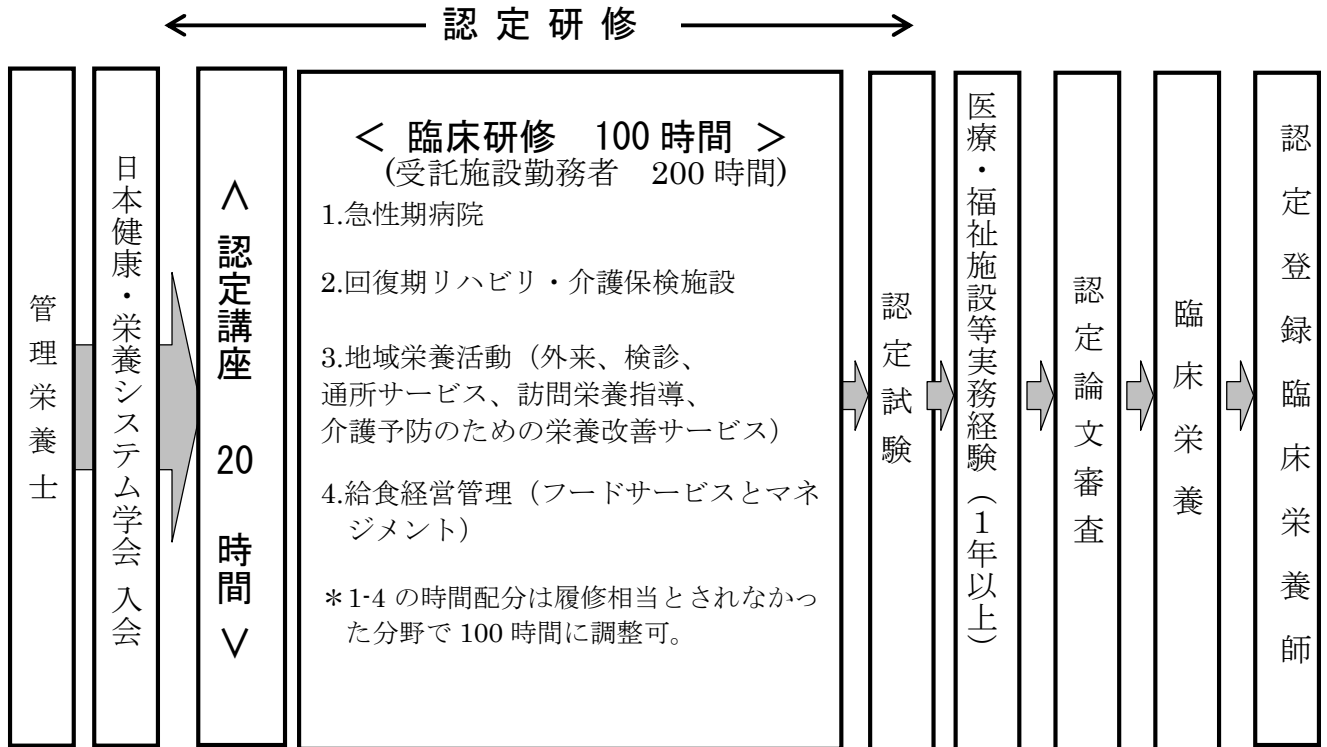 認定研修
管理栄養士
日本健康・栄養システム学会 入会
＜認定講座 20 時間＞
＜ 臨床研修 100時間 ＞
(受託施設勤務者 200時間)
1.急性期病院
2.回復期リハビリ・介護保検施設
3.地域栄養活動（外来、検診、
通所サービス、訪問栄養指導、
介護予防のための栄養改善サービス）
4.給食経営管理（フードサービスとマネ
ジメント）
＊1-4の時間配分は履修相当とされなかっ
た分野で100時間に調整可。
認定試験
医療・福祉施設等実務経験（1年以上）
認定論文審査
臨床栄養
認定登録臨床栄養師